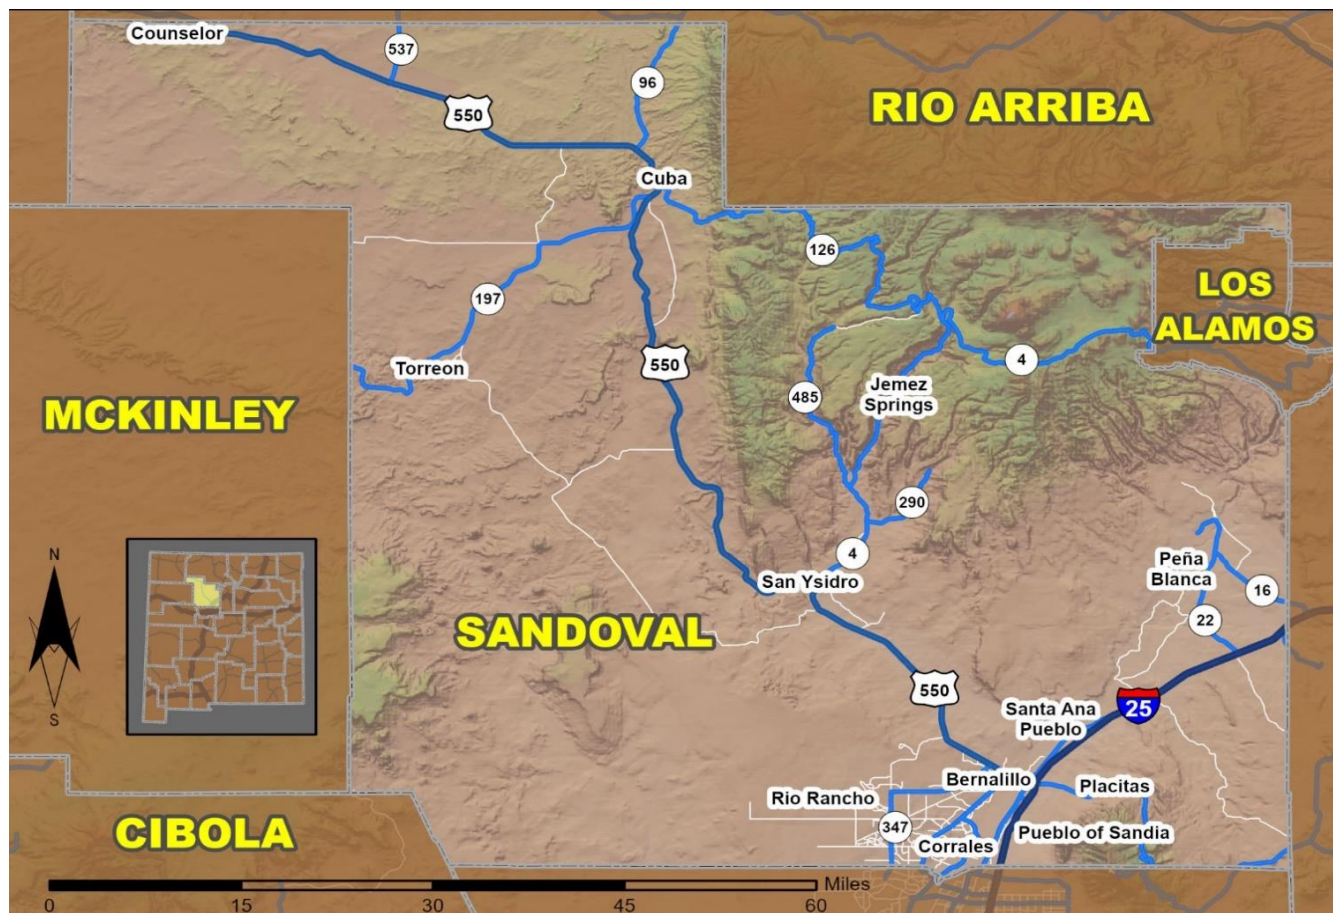 Counselor
537
96
550
RIO ARRIBA
Cuba
126
LOS
ALAMOS
197
Torreon
550
4
485
Jemez
Springs
MCKINLEY
290
4
San Ysidro
Peña
Blanca
16
22
N
S
SANDOVAL
550
25
Santa Ana
Pueblo
Bernalillo
Placitas
Rio Rancho
347
Pueblo of Sandia
Corrales
CIBOLA
Miles
0 15 30 45 60